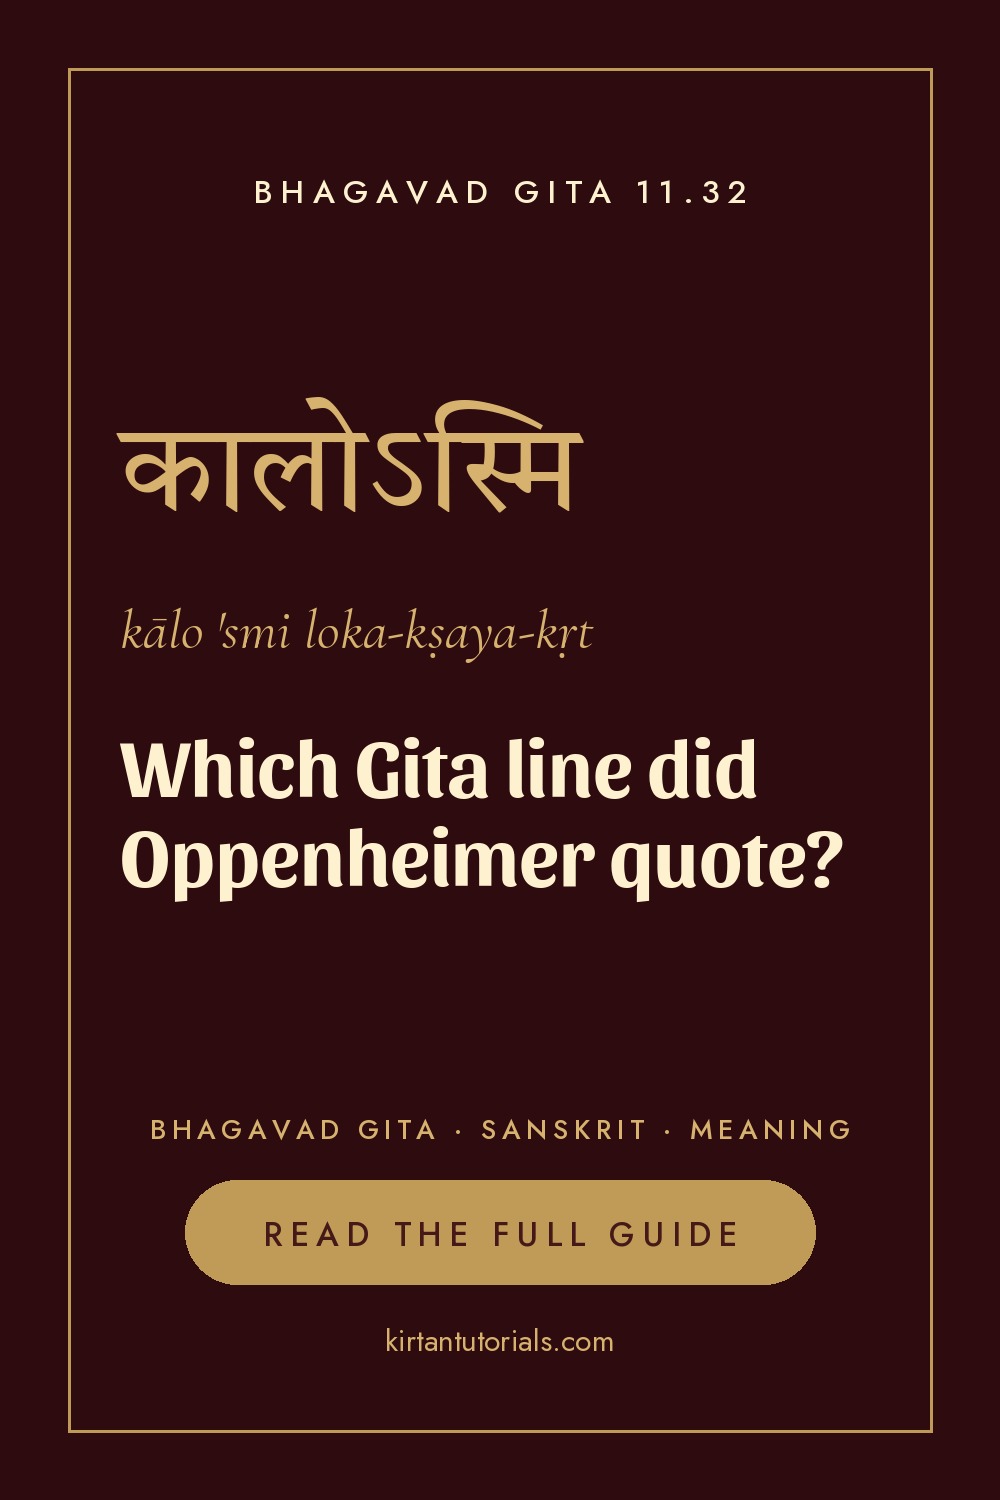 BHAGAVAD GITA 11.32
कालोऽस्मि
kālo 'smi loka-kṣaya-kṛt
Which Gita line did
Oppenheimer quote?
BHAGAVAD GITA · SANSKRIT · MEANING
READ THE FULL GUIDE
kirtantutorials.com